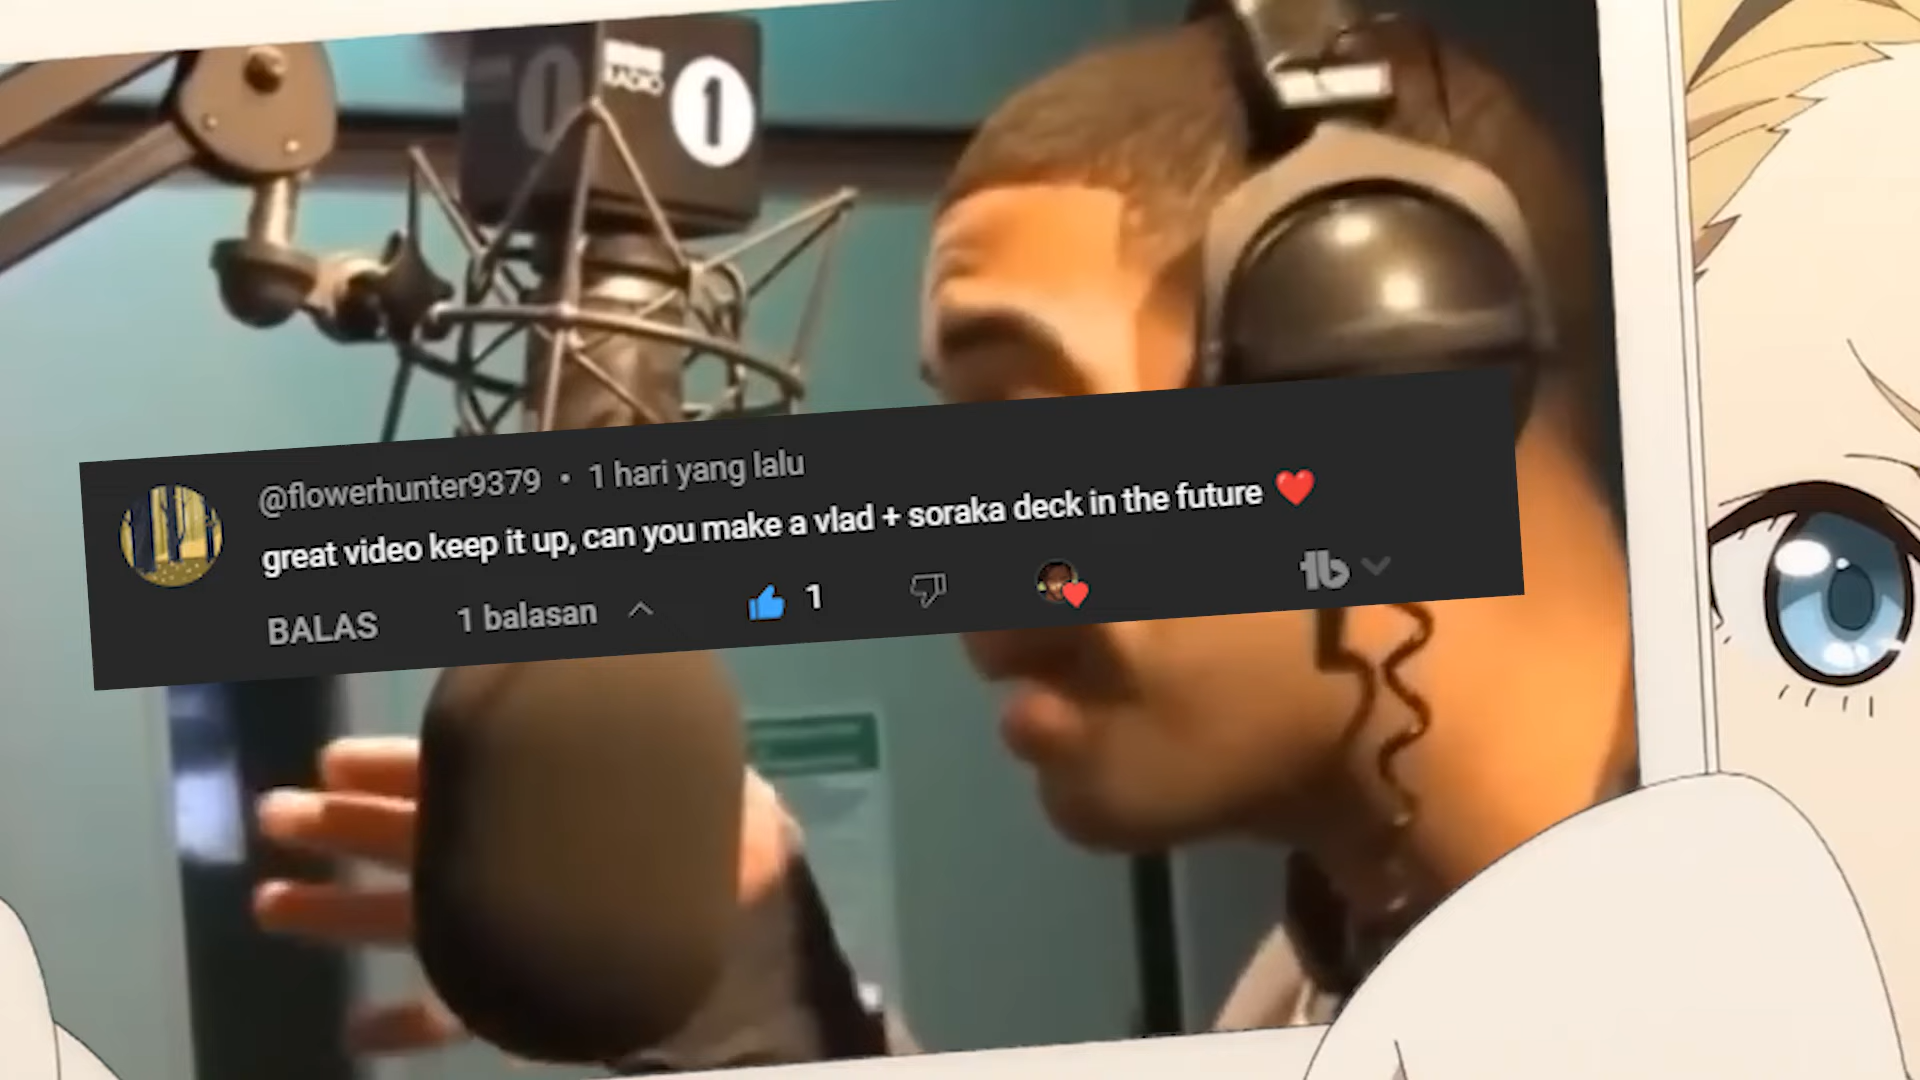 RADIO
1
@flowerhunter9379 • 1 hari yang lalu
great video keep it up, can you make a vlad + soraka deck in the future ❤️
BALAS 1 balasan 1